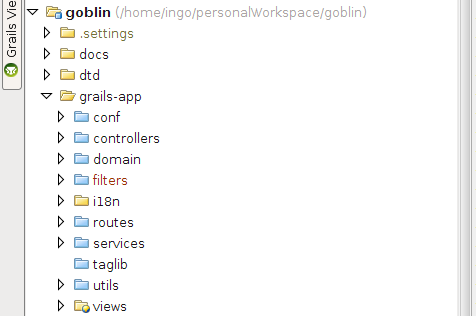 Grails Vie
goblin (/home/ingo/personalWorkspace/goblin)
.settings
docs
dtd
grails-app
conf
controllers
domain
filters
i18n
routes
services
taglib
utils
views